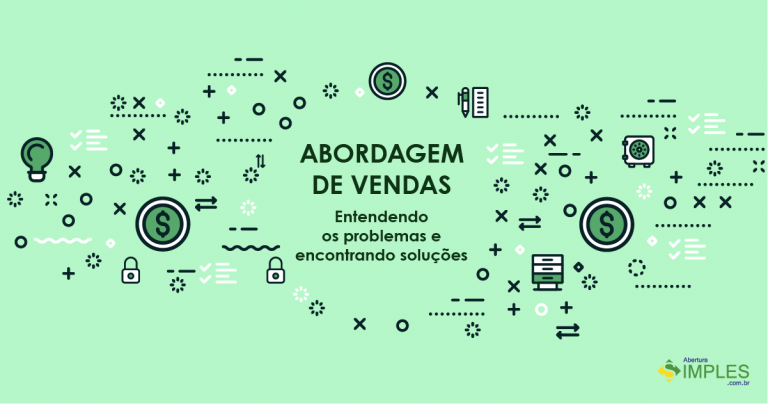 ABORDAGEM
DE VENDAS
Entendendo
os problemas e
encontrando soluções
Abertura
SIMPLES
.com.br